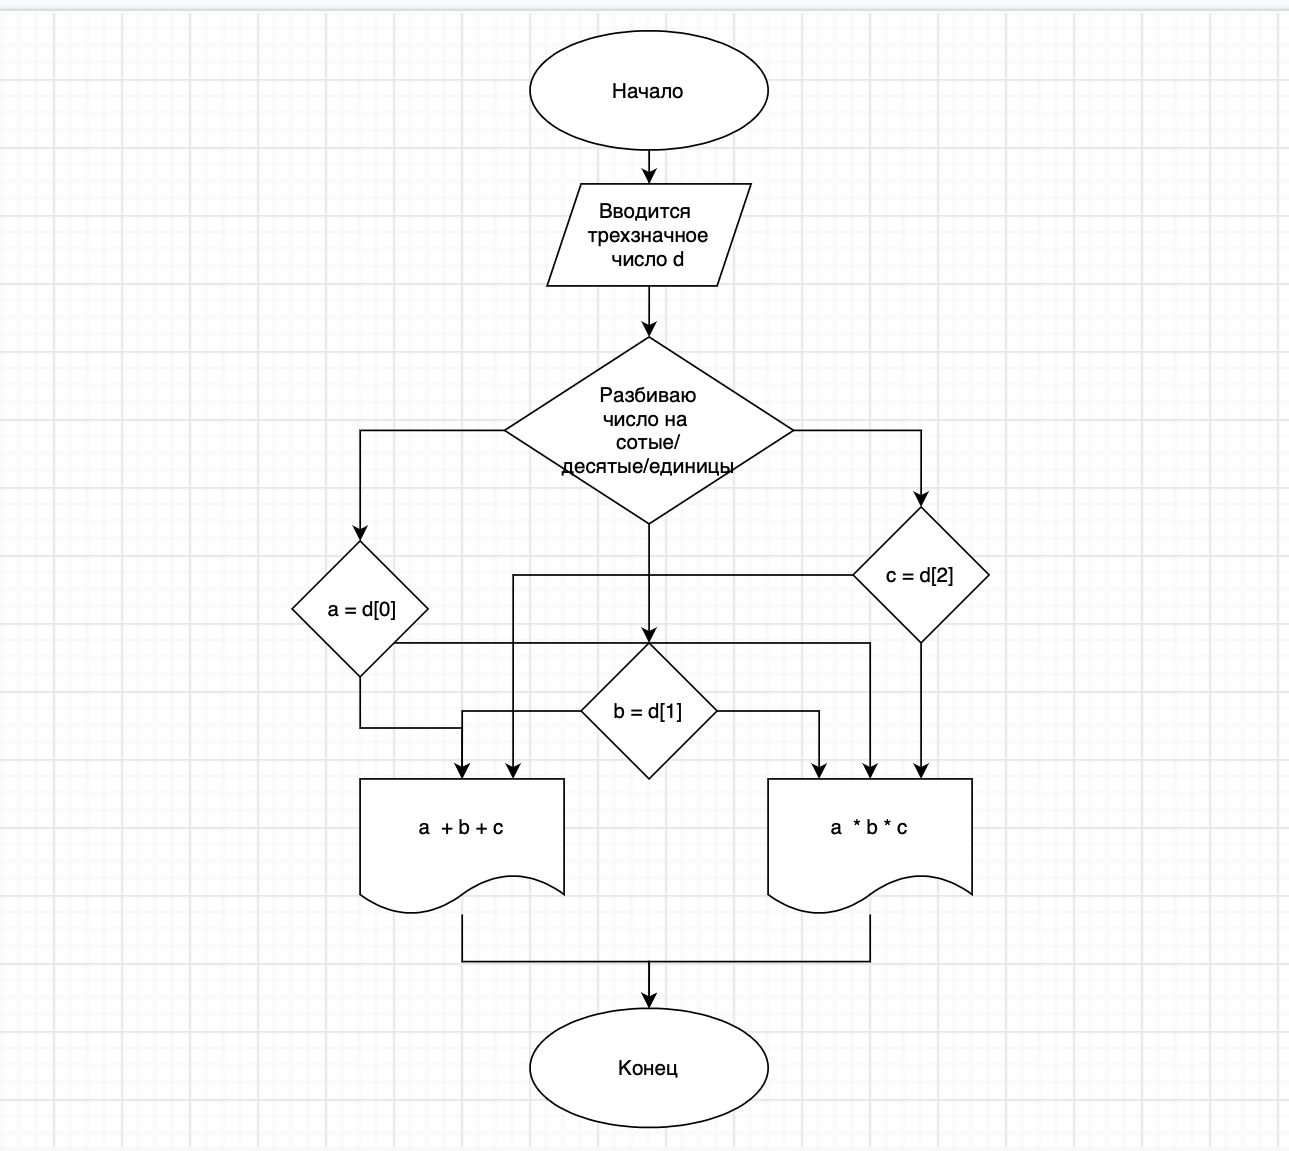 Начало
Вводится
трехзначное
число d
Разбиваю
число на
сотые/
десятые/единицы
a = d[0]
c = d[2]
b = d[1]
a + b + c
a * b * c
Конец